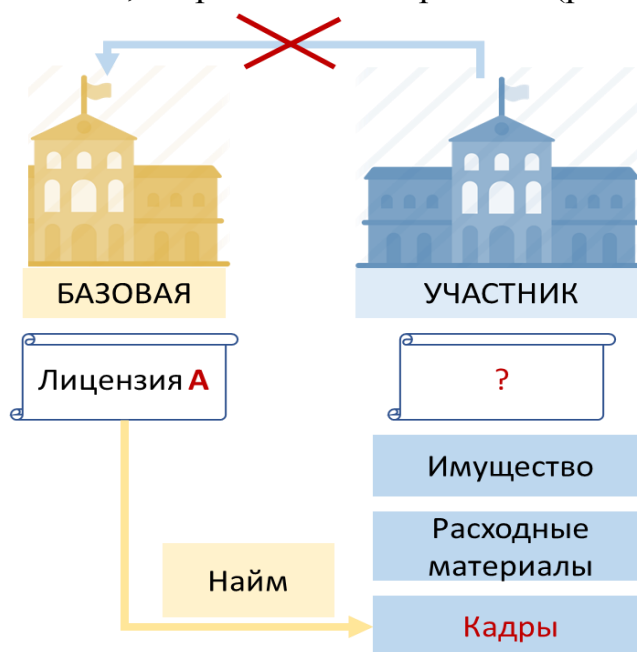 БАЗОВАЯ
УЧАСТНИК
Лицензия А
?
Имущество
Расходные
материалы
Найм
Кадры